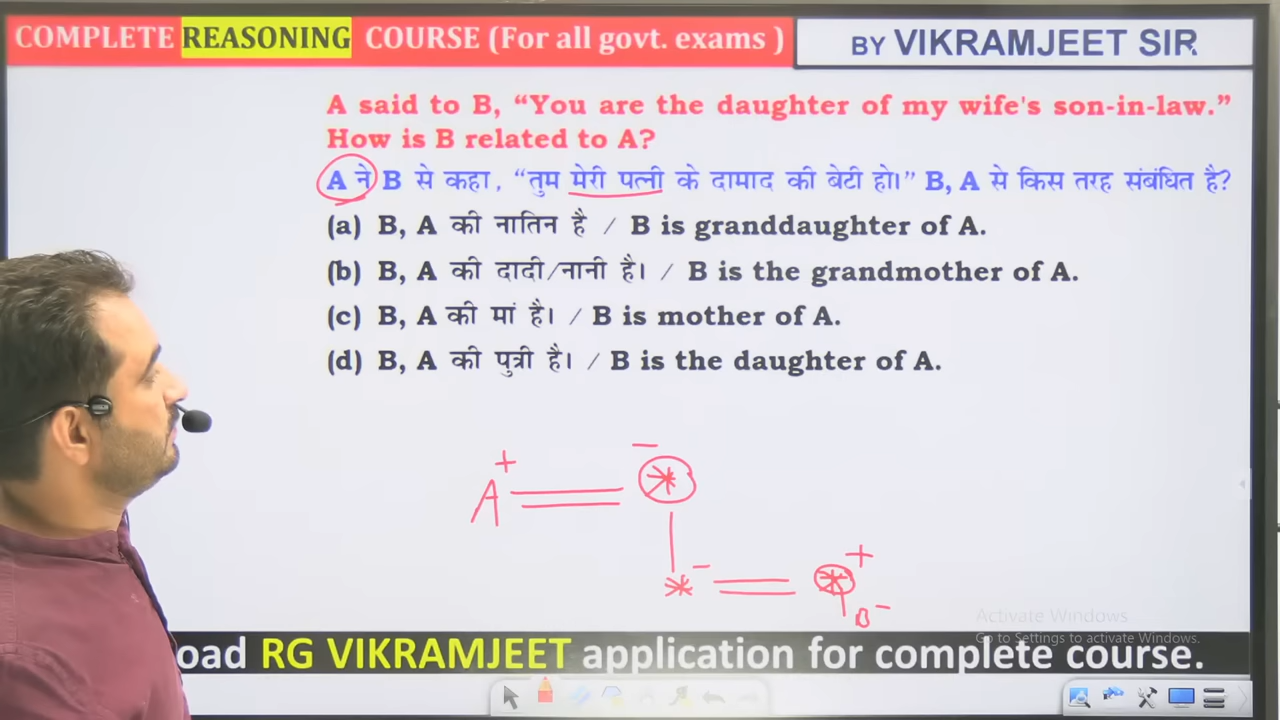 COMPLETE REASONING COURSE (For all govt. exams )
BY VIKRAMJEET SIR
A said to B, “You are the daughter of my wife's son-in-law.”
How is B related to A?
A ने B से कहा, “तुम मेरी पत्नी के दामाद की बेटी हो।” B, A से किस तरह संबंधित है?
(a) B, A की नातिन है / B is granddaughter of A.
(b) B, A की दादी/नानी है। / B is the grandmother of A.
(c) B, A की मां है। / B is mother of A.
(d) B, A की पुत्री है। / B is the daughter of A.
+ −
A
− +
B −
Activate Windows
Go to Settings to activate Windows.
oad RG VIKRAMJEET application for complete course.